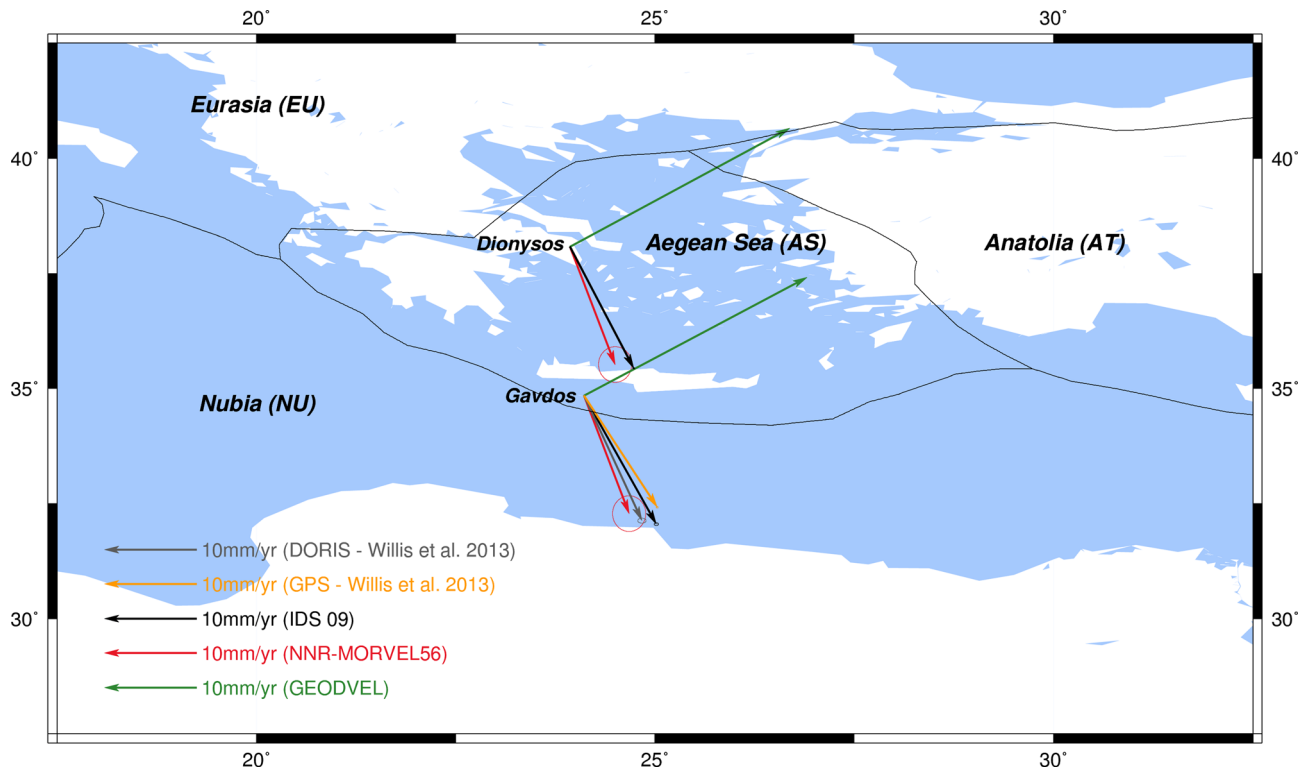 20° 25° 30°
Eurasia (EU)
40° 40°
Dionysos Aegean Sea (AS) Anatolia (AT)
35° 35°
Gavdos
Nubia (NU)
10mm/yr (DORIS - Willis et al. 2013)
10mm/yr (GPS - Willis et al. 2013)
30° 10mm/yr (IDS 09) 30°
10mm/yr (NNR-MORVEL56)
10mm/yr (GEODVEL)
20° 25° 30°